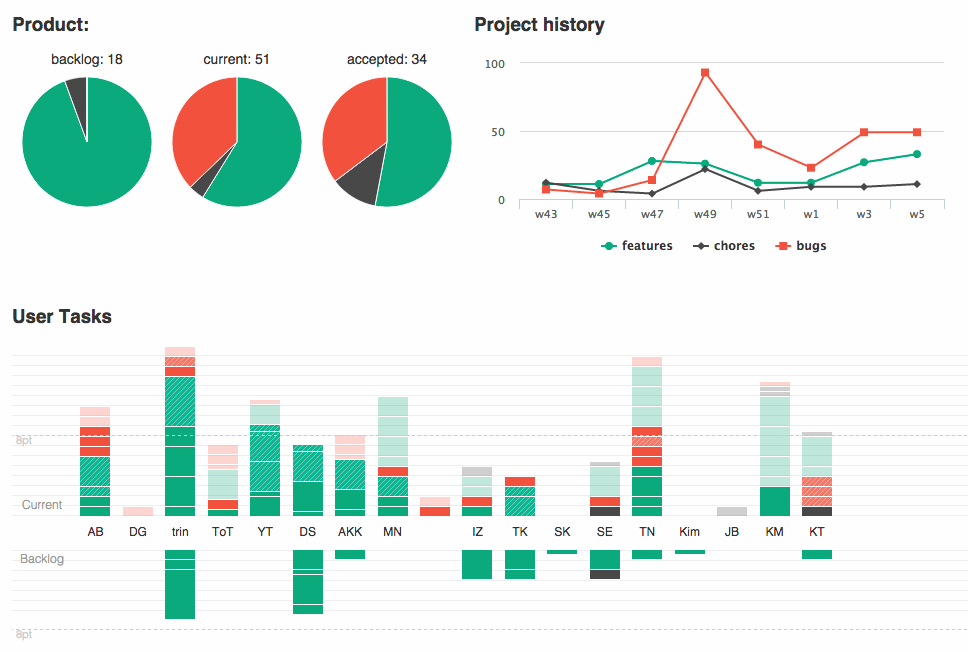 Product:
Project history
backlog: 18
current: 51
accepted: 34
100
50
0
w43 w45 w47 w49 w51 w1 w3 w5
features chores bugs
User Tasks
8pt
Current
AB DG trin ToT YT DS AKK MN IZ TK SK SE TN Kim JB KM KT
Backlog
8pt